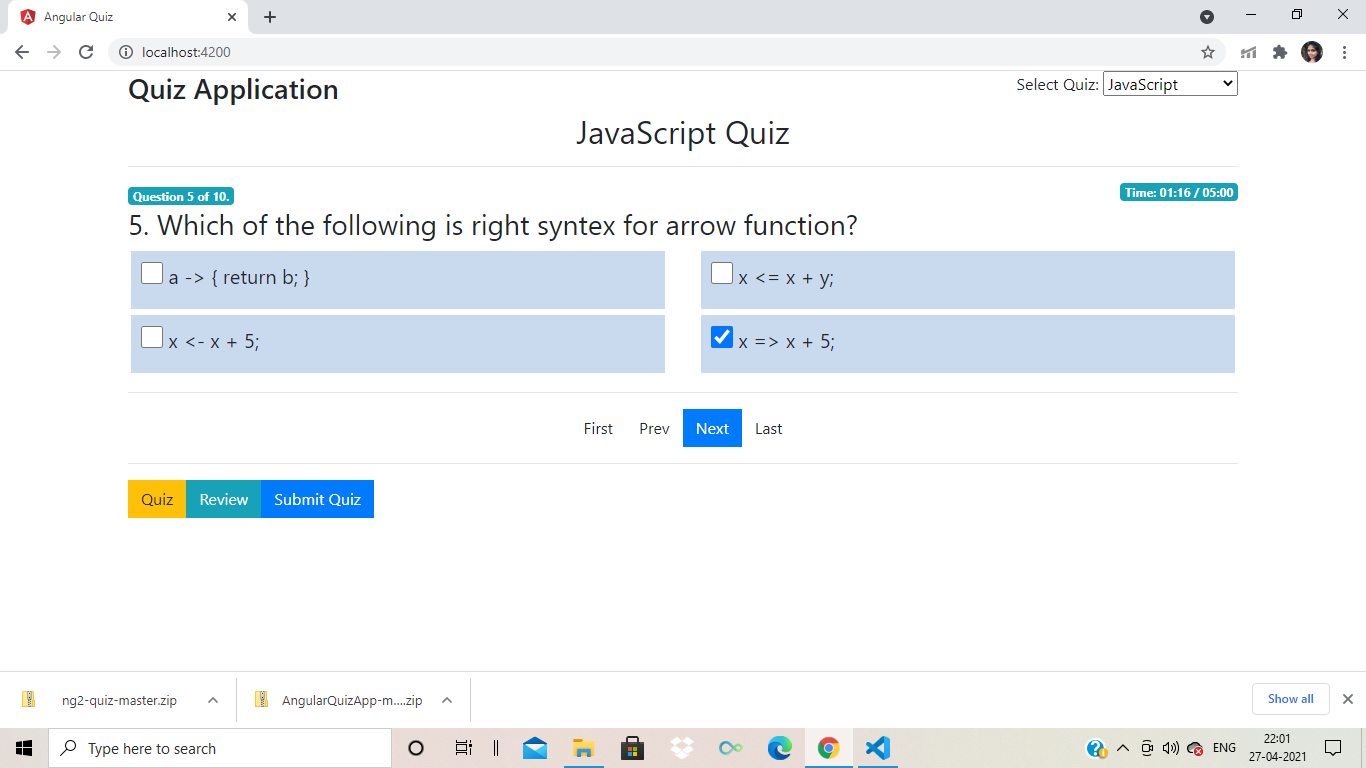 Angular Quiz
localhost:4200
Quiz Application
Select Quiz: JavaScript
JavaScript Quiz
Question 5 of 10.
Time: 01:16 / 05:00
5. Which of the following is right syntex for arrow function?
a -> { return b; }
x <= x + y;
x <- x + 5;
x => x + 5;
First Prev Next Last
Quiz Review Submit Quiz
ng2-quiz-master.zip
AngularQuizApp-m....zip
Show all
Type here to search
ENG
22:01
27-04-2021